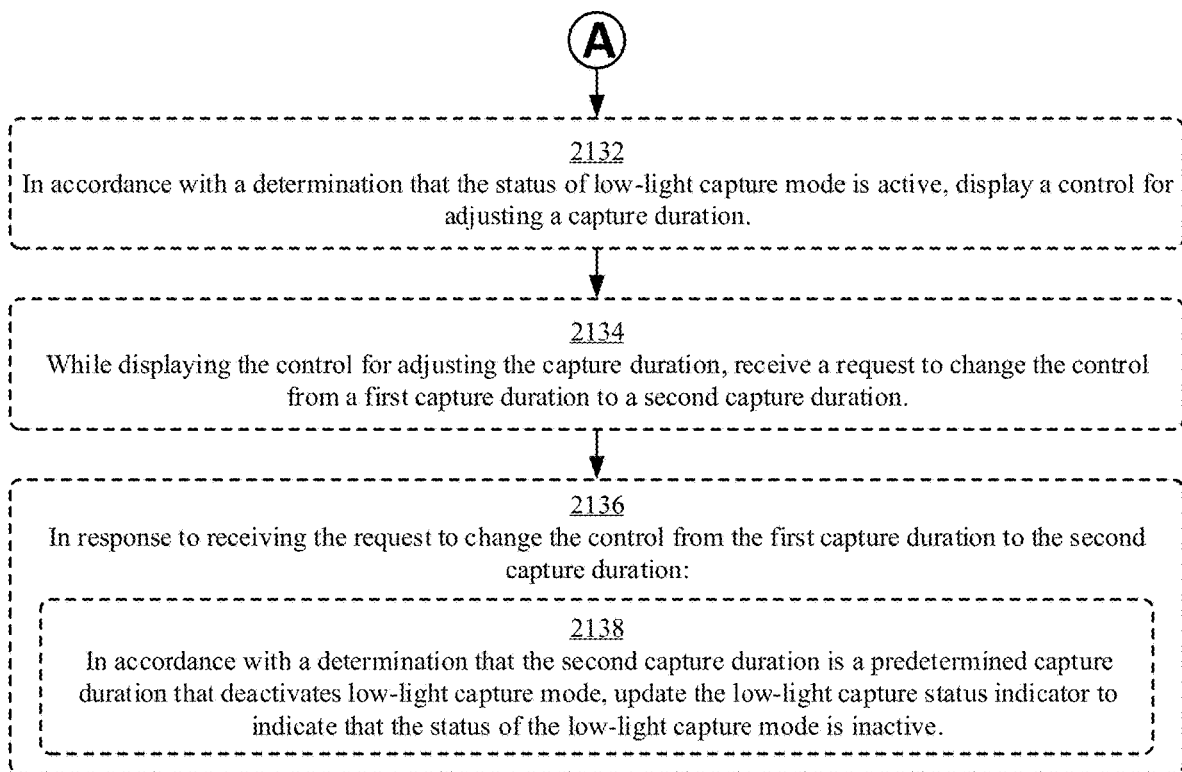 A
2132
In accordance with a determination that the status of low-light capture mode is active, display a control for
adjusting a capture duration.
2134
While displaying the control for adjusting the capture duration, receive a request to change the control
from a first capture duration to a second capture duration.
2136
In response to receiving the request to change the control from the first capture duration to the second
capture duration:
2138
In accordance with a determination that the second capture duration is a predetermined capture
duration that deactivates low-light capture mode, update the low-light capture status indicator to
indicate that the status of the low-light capture mode is inactive.